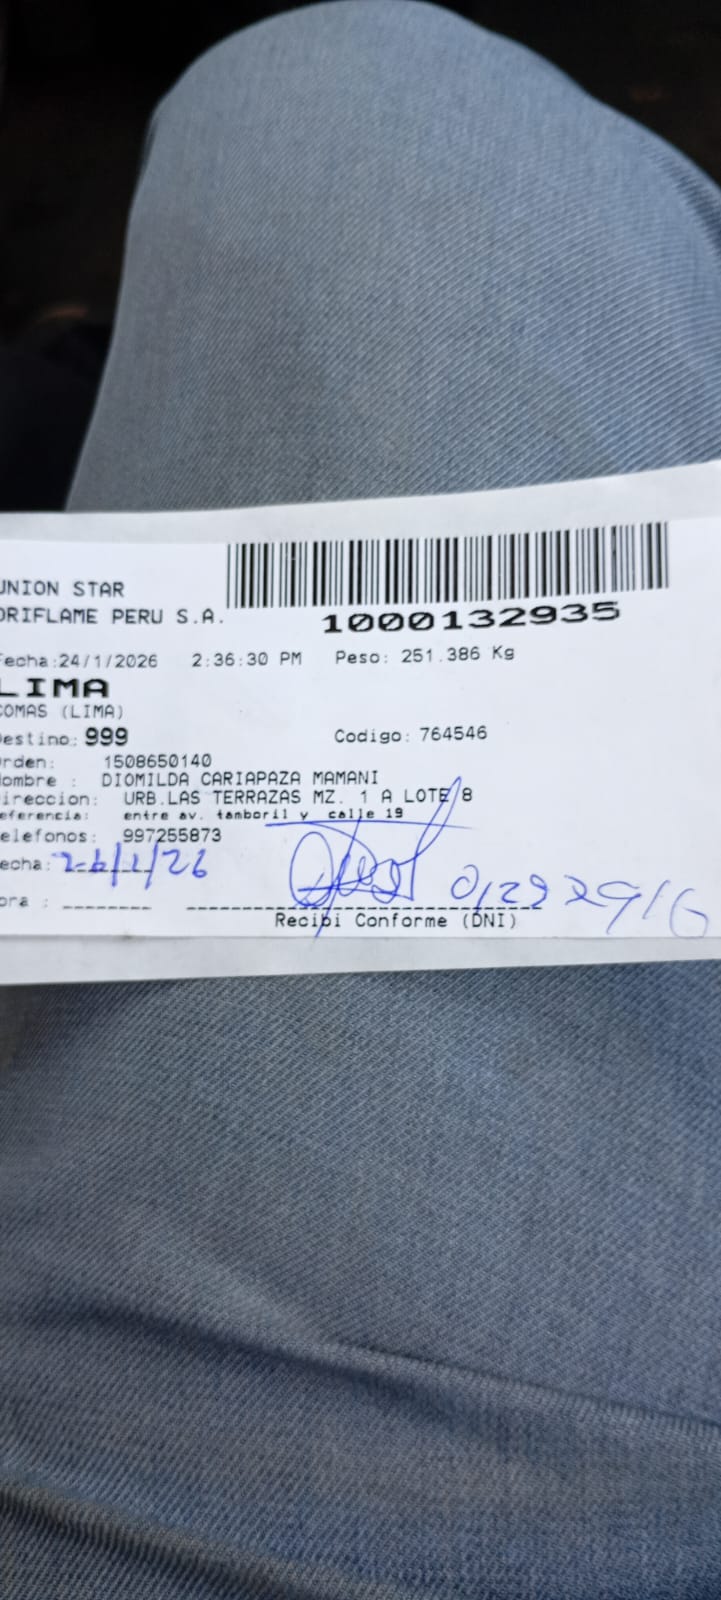 UNION STAR
ORIFLAME PERU S.A.
1000132935
Fecha:24/1/2026 2:36:30 PM Peso: 251.386 Kg
LIMA
COMAS (LIMA)
Destino: 999 Codigo: 764546
Orden: 1508650140
Nombre : DIOMILDA CARIAPAZA MAMANI
Direccion: URB.LAS TERRAZAS MZ. 1 A LOTE 8
Referencia: entre av. tamboril y calle 19
Telefonos: 997255873
Fecha: 26/1/26
Hora :
Recibi Conforme (DNI)